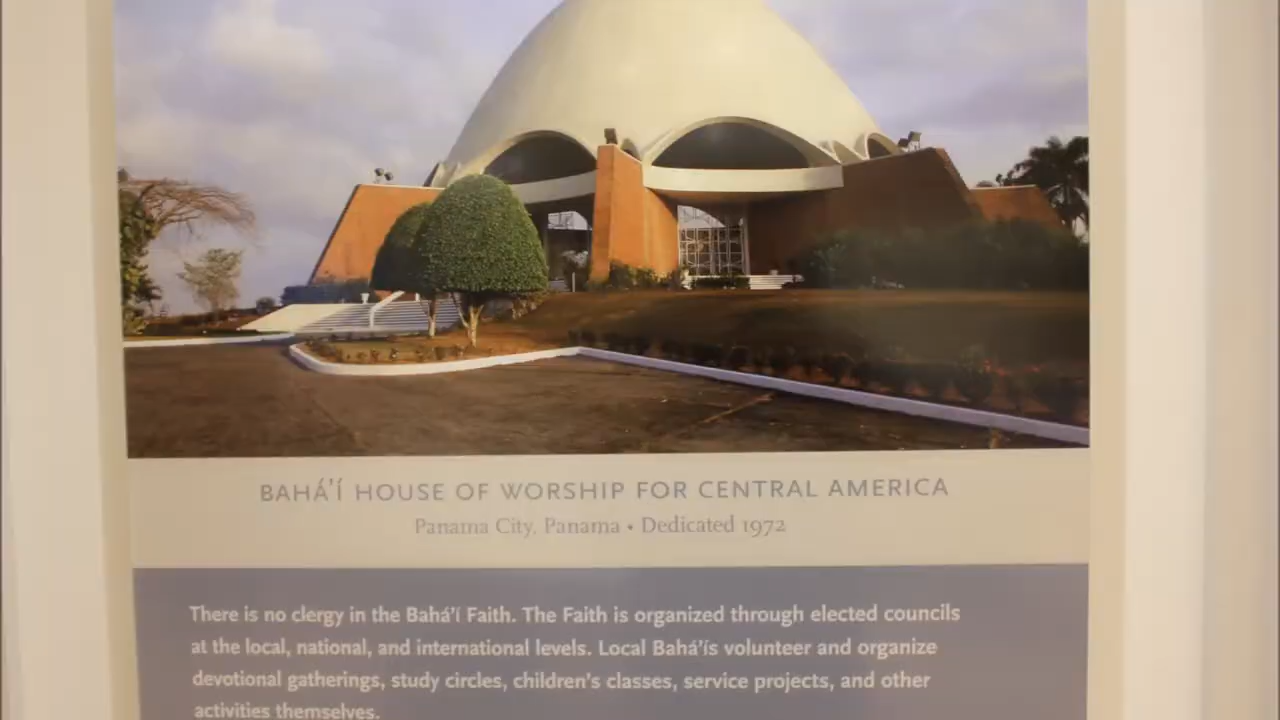 BAHÁ'Í HOUSE OF WORSHIP FOR CENTRAL AMERICA
Panama City, Panama • Dedicated 1972
There is no clergy in the Bahá'í Faith. The Faith is organized through elected councils
at the local, national, and international levels. Local Bahá'ís volunteer and organize
devotional gatherings, study circles, children's classes, service projects, and other
activities themselves.